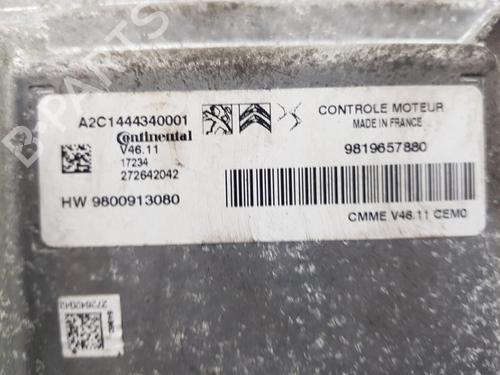 A2C1444340001
Continental
V46.11
17234
272642042
HW 9800913080
CONTROLE MOTEUR
MADE IN FRANCE
9819657880
CMME V46.11 CEM0
272642042
B-PARTS